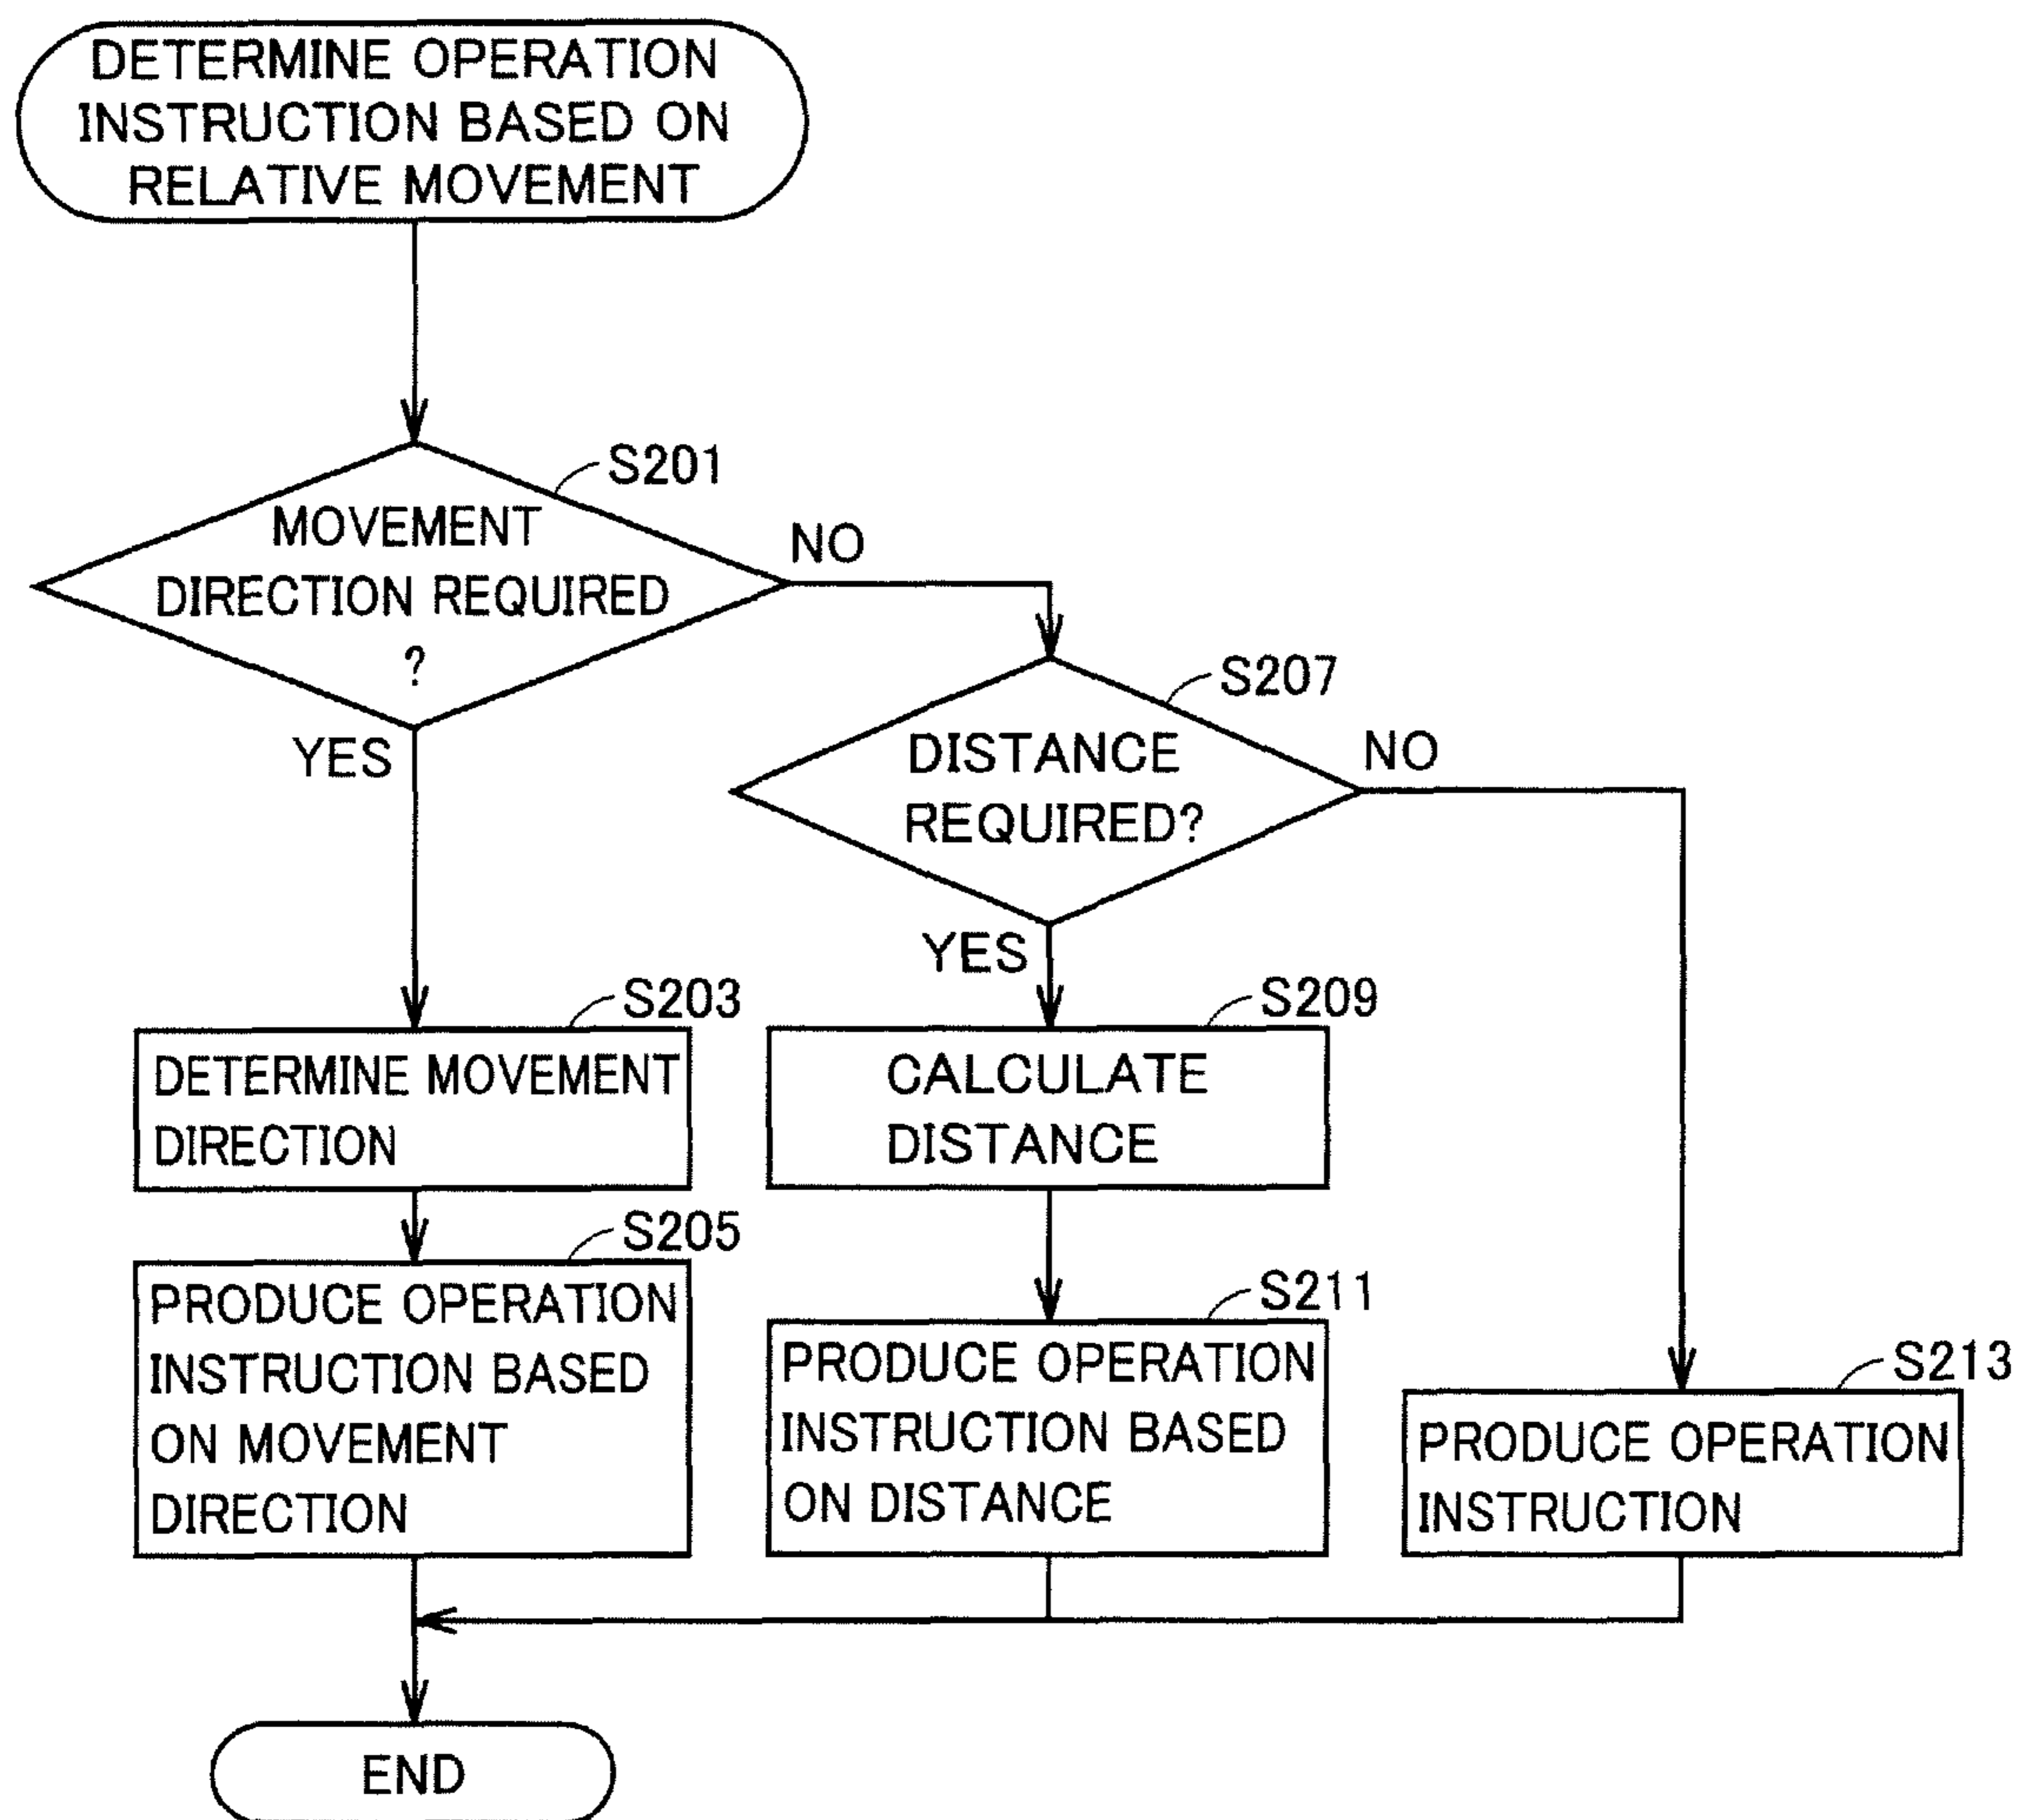 DETERMINE OPERATION
INSTRUCTION BASED ON
RELATIVE MOVEMENT
S201
MOVEMENT
DIRECTION REQUIRED
?
NO
YES
S207
DISTANCE
REQUIRED?
NO
YES
S203
DETERMINE MOVEMENT
DIRECTION
S209
CALCULATE
DISTANCE
S205
PRODUCE OPERATION
INSTRUCTION BASED
ON MOVEMENT
DIRECTION
S211
PRODUCE OPERATION
INSTRUCTION BASED
ON DISTANCE
S213
PRODUCE OPERATION
INSTRUCTION
END